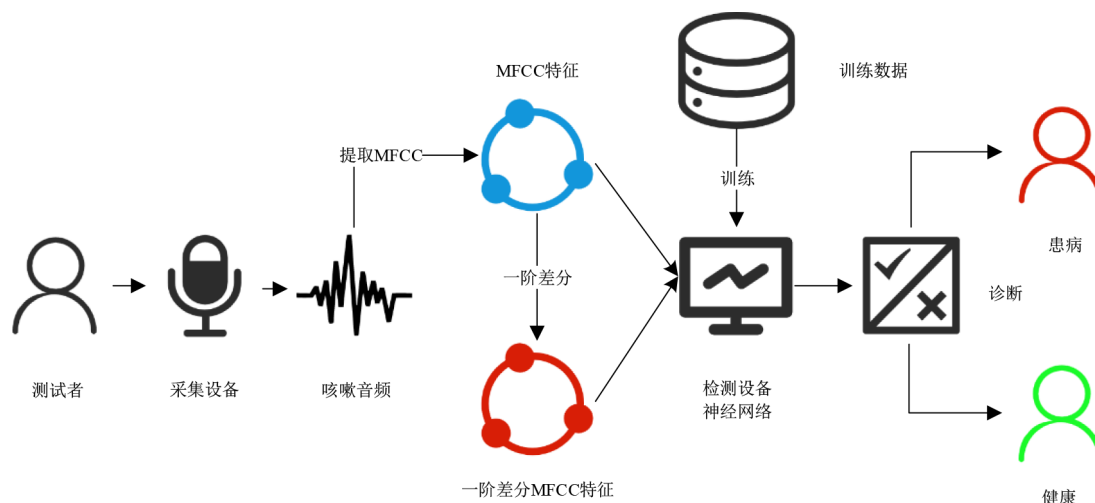 MFCC特征
训练数据
提取MFCC
训练
患病
一阶差分
诊断
测试者
采集设备
咳嗽音频
检测设备
神经网络
一阶差分MFCC特征
健康